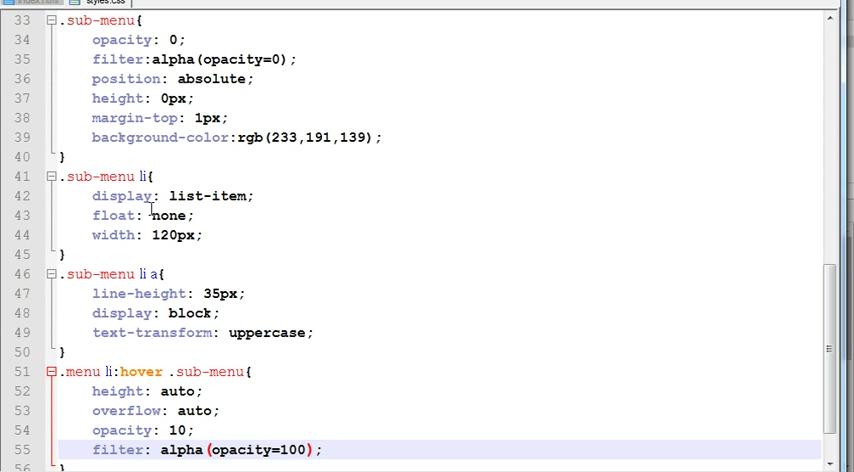 index.html styles.css
33 .sub-menu{
34 opacity: 0;
35 filter:alpha(opacity=0);
36 position: absolute;
37 height: 0px;
38 margin-top: 1px;
39 background-color:rgb(233,191,139);
40 }
41 .sub-menu li{
42 display: list-item;
43 float: none;
44 width: 120px;
45 }
46 .sub-menu li a{
47 line-height: 35px;
48 display: block;
49 text-transform: uppercase;
50 }
51 .menu li:hover .sub-menu{
52 height: auto;
53 overflow: auto;
54 opacity: 10;
55 filter: alpha(opacity=100);
56 }